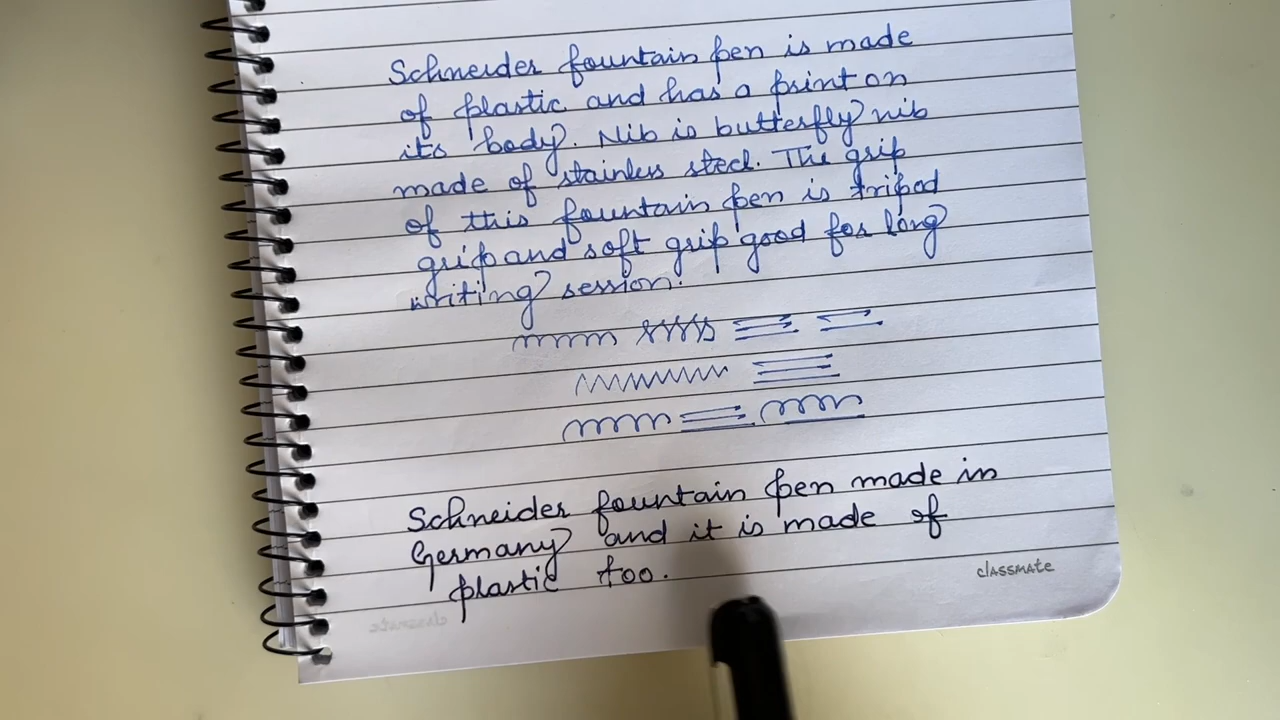 Schneider fountain pen is made
of plastic and has a print on
its body. Nib is butterfly nib
made of stainless steel. The grip
of this fountain pen is tripod
grip and soft grip good for long
writing session.
Schneider fountain pen made in
Germany and it is made of
plastic too.
classmate
classmate